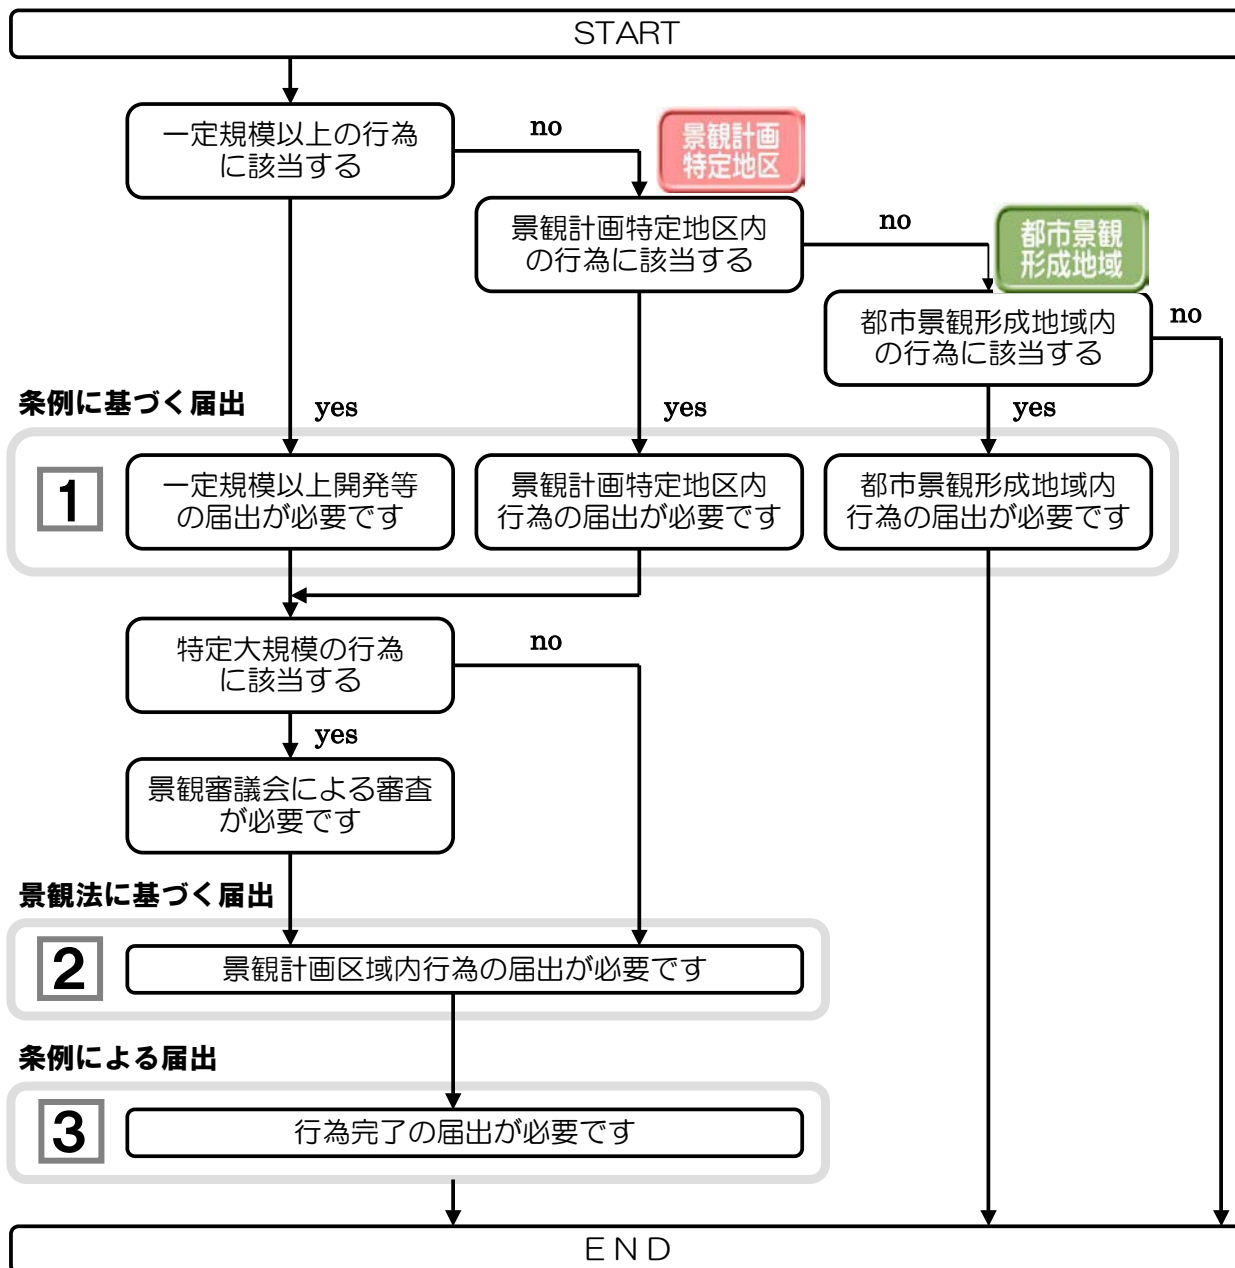 START
一定規模以上の行為
に該当する
no
景観計画
特定地区
景観計画特定地区内
の行為に該当する
no
都市景観
形成地域
都市景観形成地域内
の行為に該当する
no
条例に基づく届出
yes
yes
yes
1
一定規模以上開発等
の届出が必要です
景観計画特定地区内
行為の届出が必要です
都市景観形成地域内
行為の届出が必要です
特定大規模の行為
に該当する
no
yes
景観審議会による審査
が必要です
景観法に基づく届出
2
景観計画区域内行為の届出が必要です
条例による届出
3
行為完了の届出が必要です
END